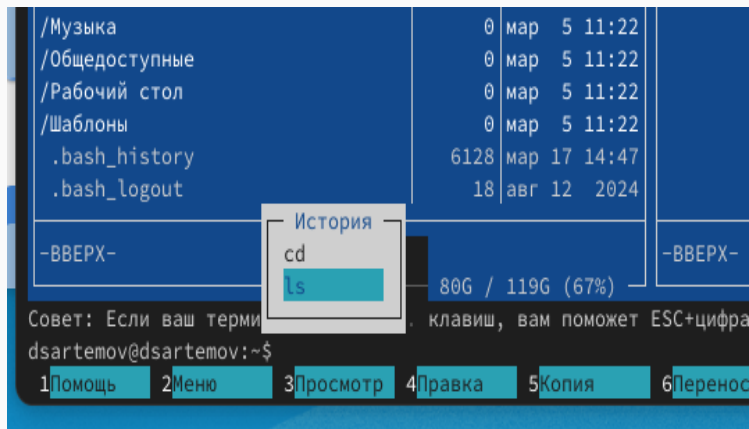 /Музыка 0 мар 5 11:22
/Общедоступные 0 мар 5 11:22
/Рабочий стол 0 мар 5 11:22
/Шаблоны 0 мар 5 11:22
.bash_history 6128 мар 17 14:47
.bash_logout 18 авг 12 2024
История
-ВВЕРХ- cd -ВВЕРХ-
ls 80G / 119G (67%)
Совет: Если ваш терми . клавиш, вам поможет ESC+цифра
dsartemov@dsartemov:~$
1Помощь 2Меню 3Просмотр 4Правка 5Копия 6Перенос